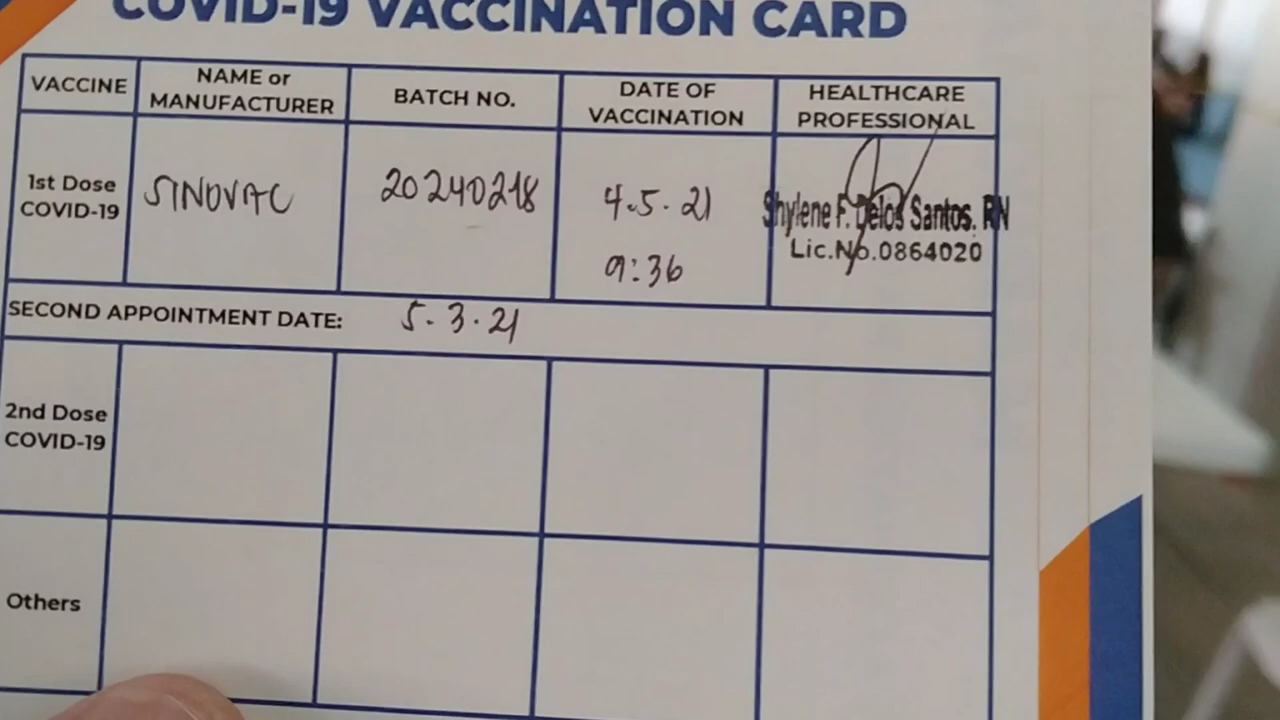 COVID-19 VACCINATION CARD
VACCINE
NAME or
MANUFACTURER
BATCH NO.
DATE OF
VACCINATION
HEALTHCARE
PROFESSIONAL
1st Dose
COVID-19
SINOVAC
20240218
4.5.21
9:36
Shylene F. Delos Santos. RN
Lic.No.0864020
SECOND APPOINTMENT DATE: 5.3.21
2nd Dose
COVID-19
Others